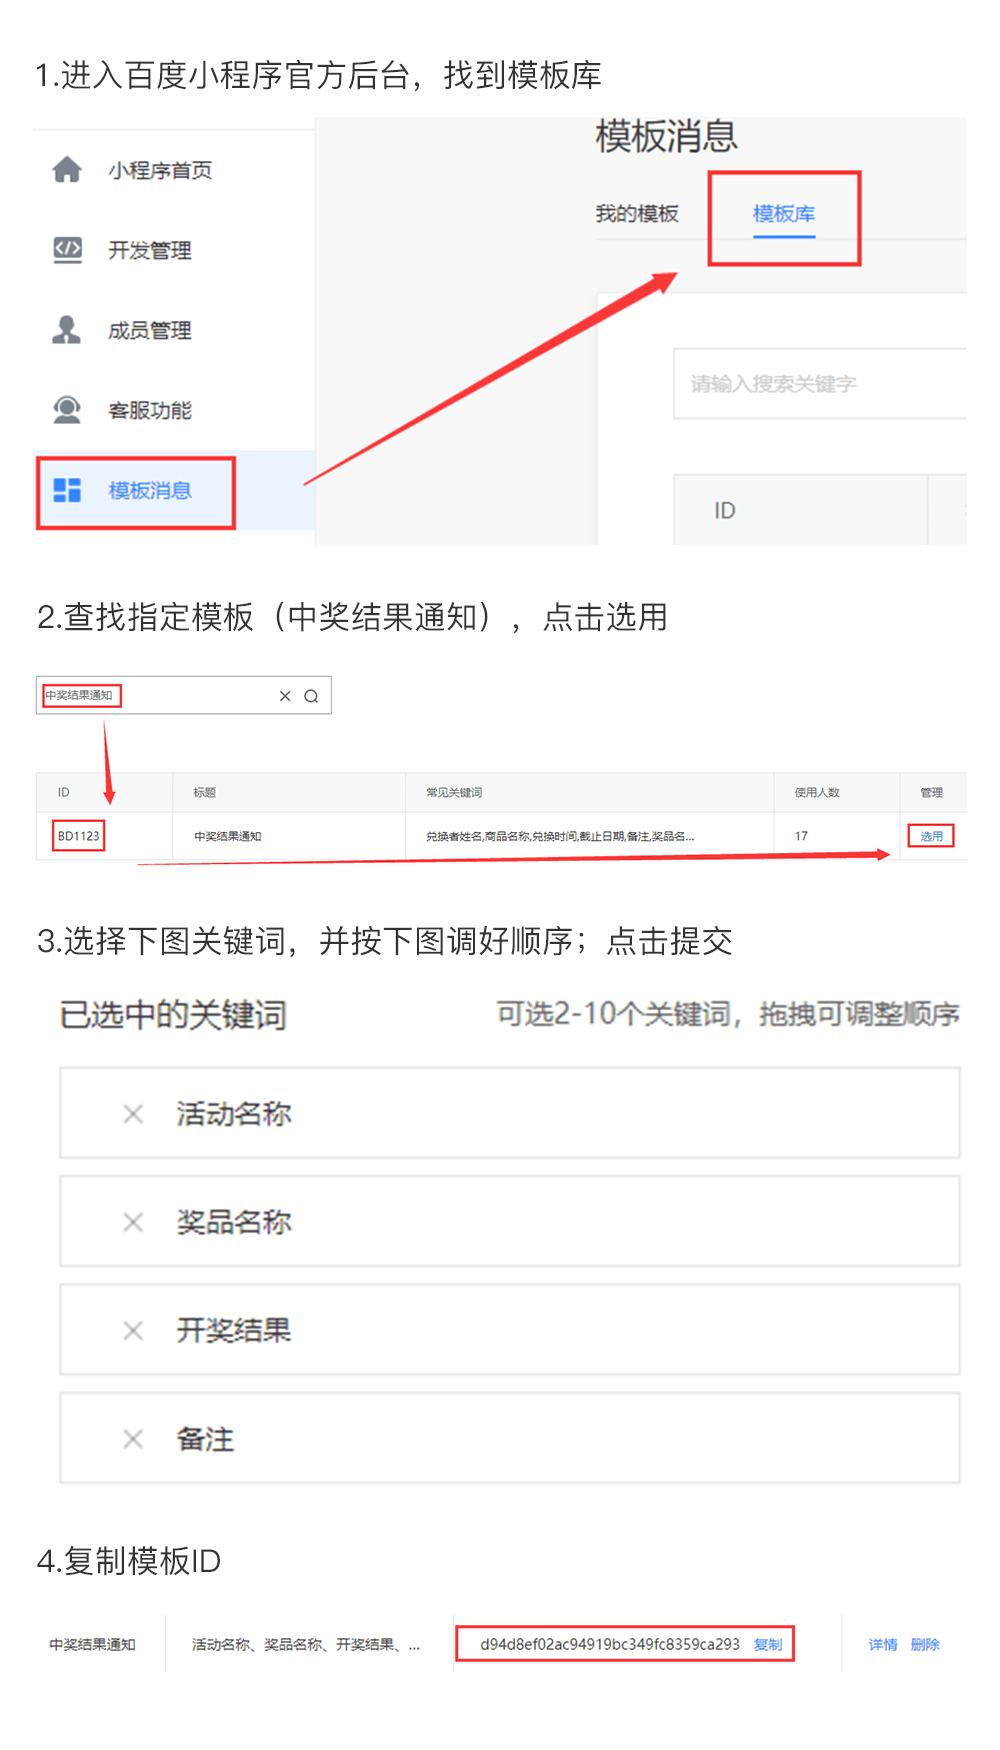 1.进入百度小程序官方后台，找到模板库
模板消息
小程序首页
我的模板 模板库
开发管理
成员管理
请输入搜索关键字
客服功能
模板消息
ID
2.查找指定模板（中奖结果通知），点击选用
中奖结果通知
ID 标题 常见关键词 使用人数 管理
BD1123 中奖结果通知 兑换者姓名,商品名称,兑换时间,截止日期,备注,奖品名... 17 选用
3.选择下图关键词，并按下图调好顺序；点击提交
已选中的关键词 可选2-10个关键词，拖拽可调整顺序
活动名称
奖品名称
开奖结果
备注
4.复制模板ID
中奖结果通知 活动名称、奖品名称、开奖结果、... d94d8ef02ac94919bc349fc8359ca293 复制 详情 删除